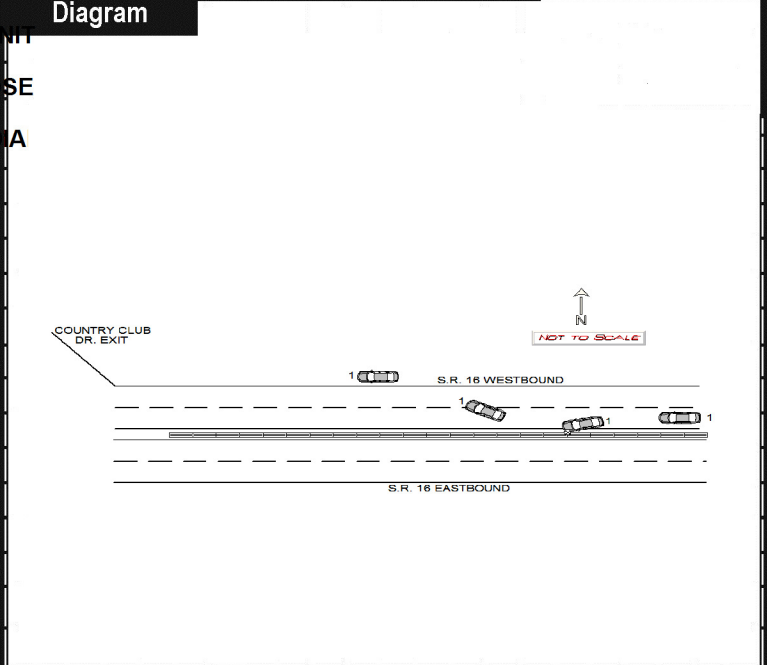 Diagram
NIT
SE
IA
N
NOT TO SCALE
COUNTRY CLUB
DR. EXIT
1
S.R. 16 WESTBOUND
1
1
1
S.R. 16 EASTBOUND